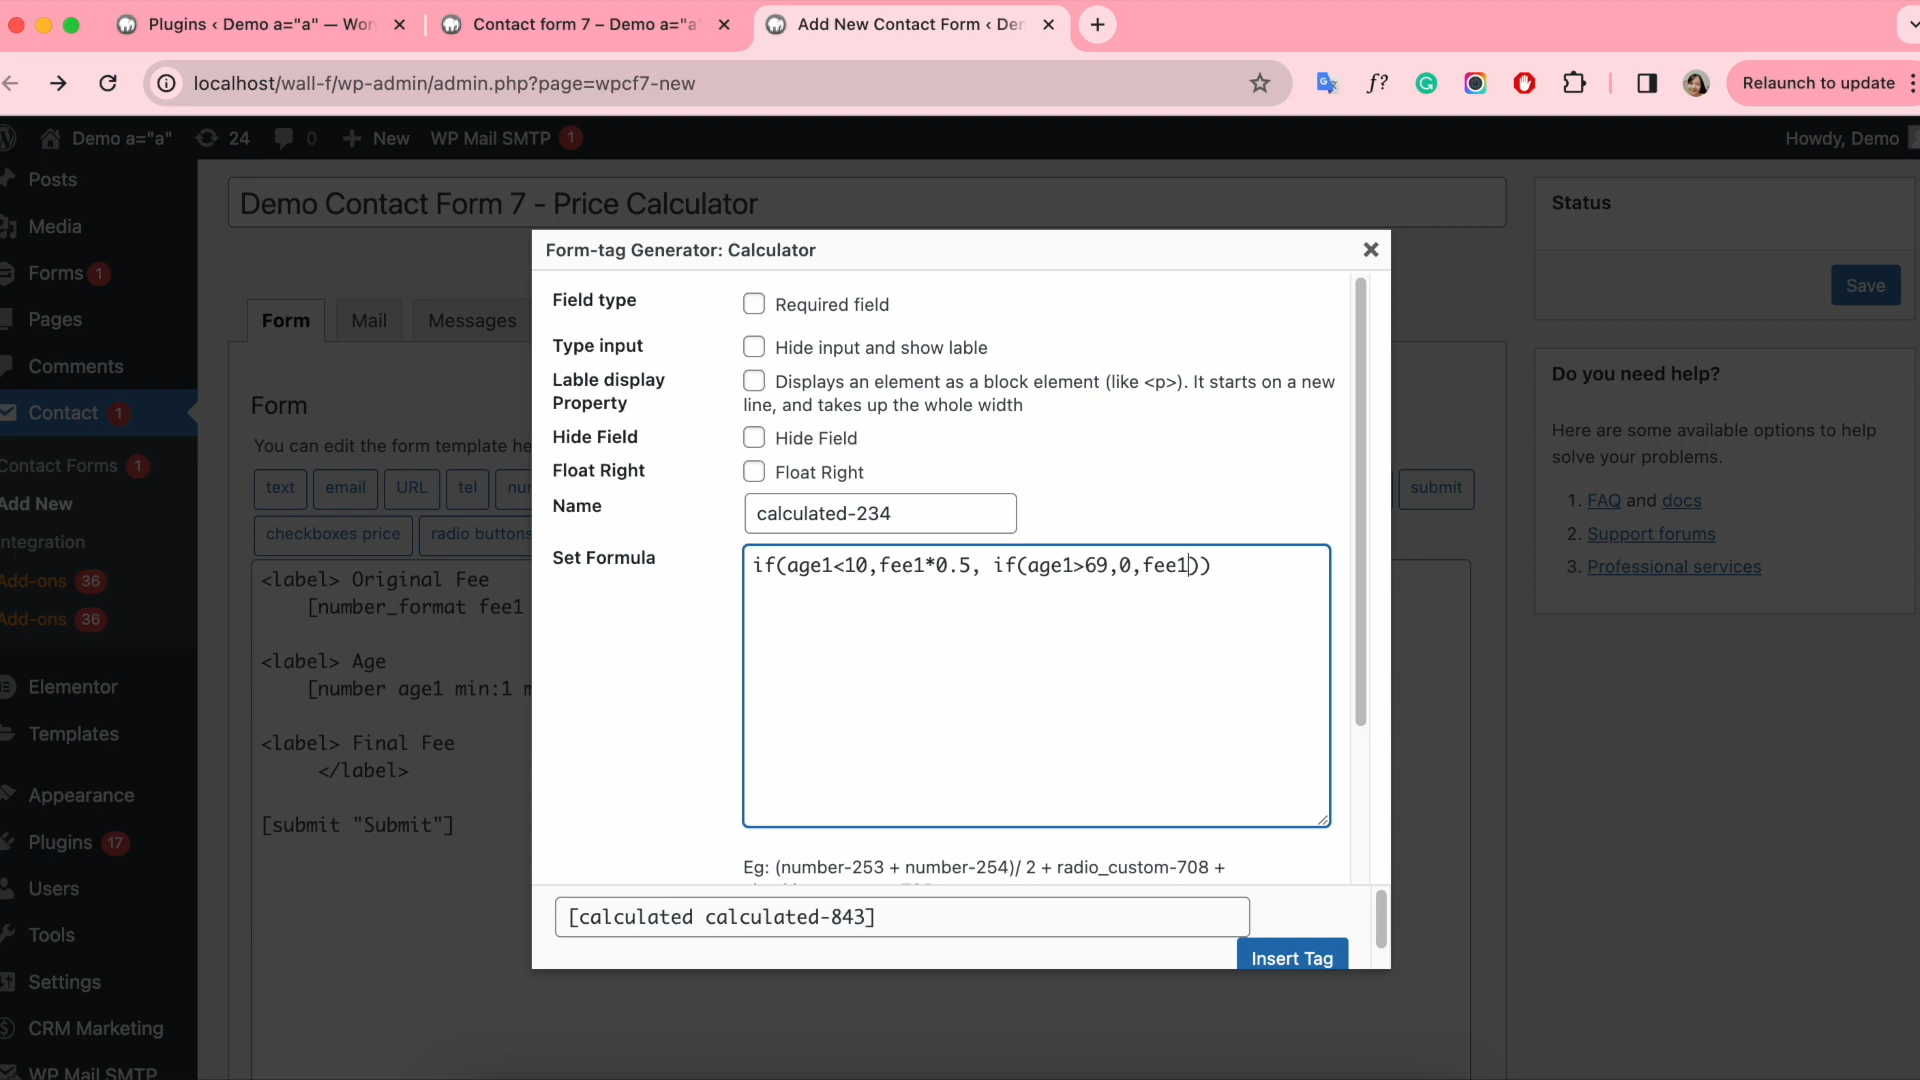 Plugins ‹ Demo a="a" — Wor
Contact form 7 – Demo a="a"
Add New Contact Form ‹ Der
localhost/wall-f/wp-admin/admin.php?page=wpcf7-new
Relaunch to update
Demo a="a"
24
0
New
WP Mail SMTP 1
Howdy, Demo
Posts
Media
Forms 1
Pages
Comments
Contact 1
Contact Forms 1
Add New
ntegration
Add-ons 36
Add-ons 36
Elementor
Templates
Appearance
Plugins 17
Users
Tools
Settings
CRM Marketing
WP Mail SMTP
Demo Contact Form 7 - Price Calculator
Form
Mail
Messages
Form
You can edit the form template he
text
email
URL
tel
nur
submit
checkboxes price
radio buttons
<label> Original Fee
[number_format fee1
<label> Age
[number age1 min:1 m
<label> Final Fee
</label>
[submit "Submit"]
Form-tag Generator: Calculator
Field type
Required field
Type input
Hide input and show lable
Lable display Property
Displays an element as a block element (like <p>). It starts on a new
line, and takes up the whole width
Hide Field
Hide Field
Float Right
Float Right
Name
calculated-234
Set Formula
if(age1<10,fee1*0.5, if(age1>69,0,fee1))
Eg: (number-253 + number-254)/ 2 + radio_custom-708 +
[calculated calculated-843]
Insert Tag
Status
Save
Do you need help?
Here are some available options to help
solve your problems.
1. FAQ and docs
2. Support forums
3. Professional services